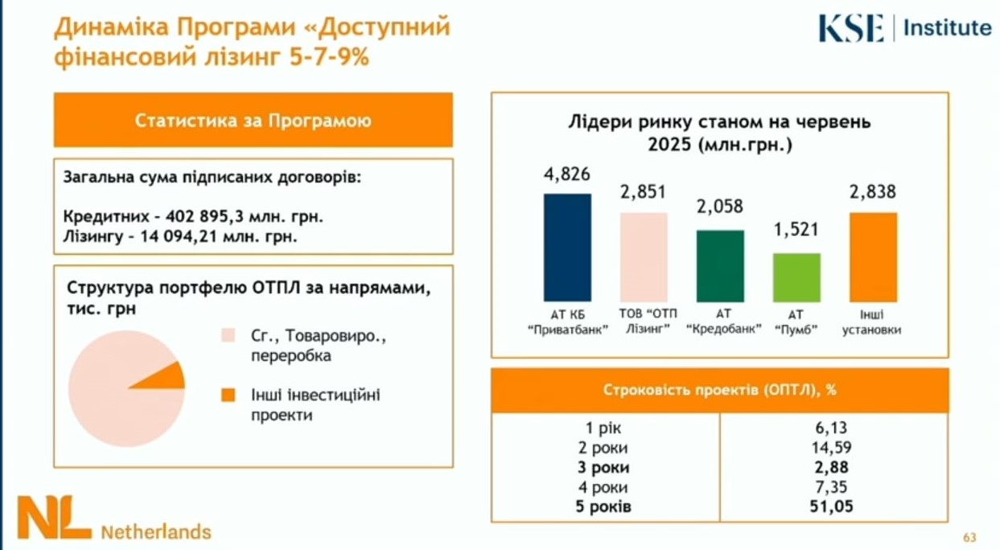 Динаміка Програми «Доступний
фінансовий лізинг 5-7-9%
KSE | Institute
Статистика за Програмою
Загальна сума підписаних договорів:
Кредитних – 402 895,3 млн. грн.
Лізингу – 14 094,21 млн. грн.
Структура портфелю ОТПЛ за напрямами,
тис. грн
Сг., Товаровиро.,
переробка
Інші інвестиційні
проекти
Лідери ринку станом на червень
2025 (млн.грн.)
4,826
2,851
2,058
1,521
2,838
АТ КБ
"Приватбанк"
ТОВ "ОТП
Лізинг"
АТ
"Кредобанк"
АТ
"Пумб"
Інші
установки
Строковість проектів (ОПТЛ), %
1 рік 6,13
2 роки 14,59
3 роки 2,88
4 роки 7,35
5 років 51,05
NL Netherlands
63